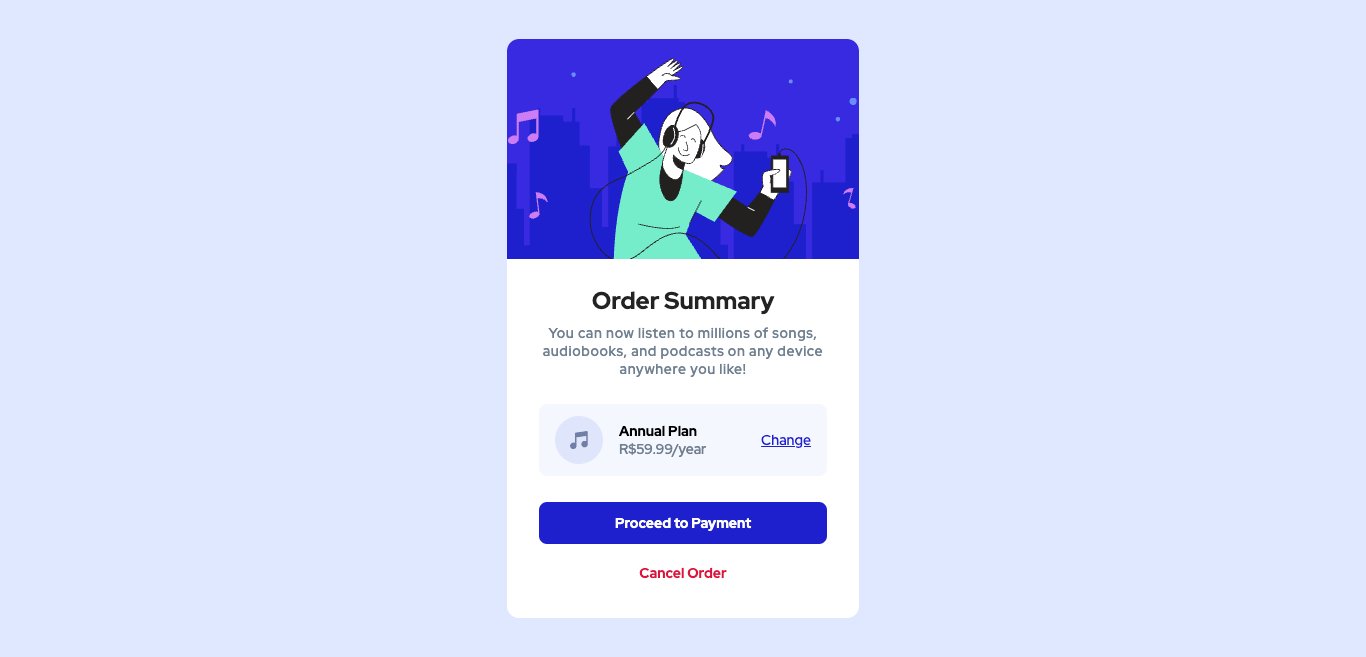 Order Summary
You can now listen to millions of songs,
audiobooks, and podcasts on any device
anywhere you like!
Annual Plan
R$59.99/year
Change
Proceed to Payment
Cancel Order